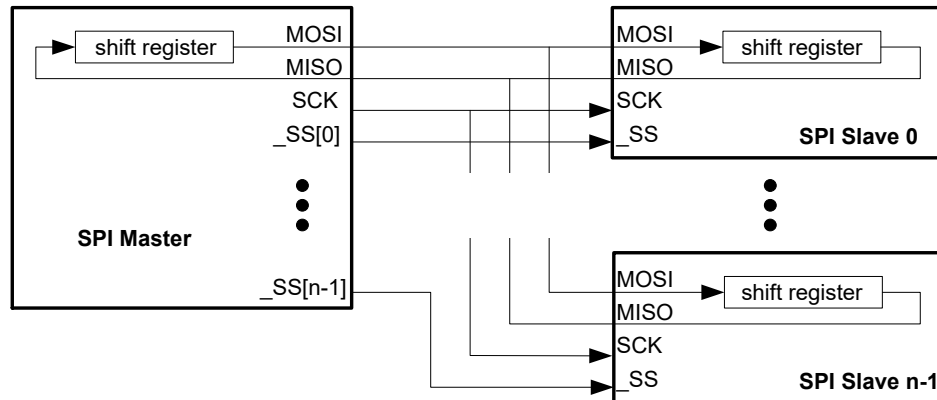 shift register
MOSI
MISO
SCK
_SS[0]
SPI Master
_SS[n-1]
MOSI
shift register
MISO
SCK
_SS
SPI Slave 0
MOSI
shift register
MISO
SCK
_SS
SPI Slave n-1